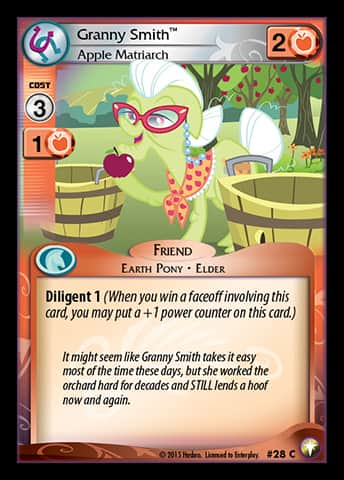 Granny Smith™
Apple Matriarch
2
COST
3
1
FRIEND
EARTH PONY • ELDER
Diligent 1 (When you win a faceoff involving this
card, you may put a +1 power counter on this card.)
It might seem like Granny Smith takes it easy
most of the time these days, but she worked the
orchard hard for decades and STILL lends a hoof
now and again.
© 2015 Hasbro. Licensed to Enterplay. #28 C